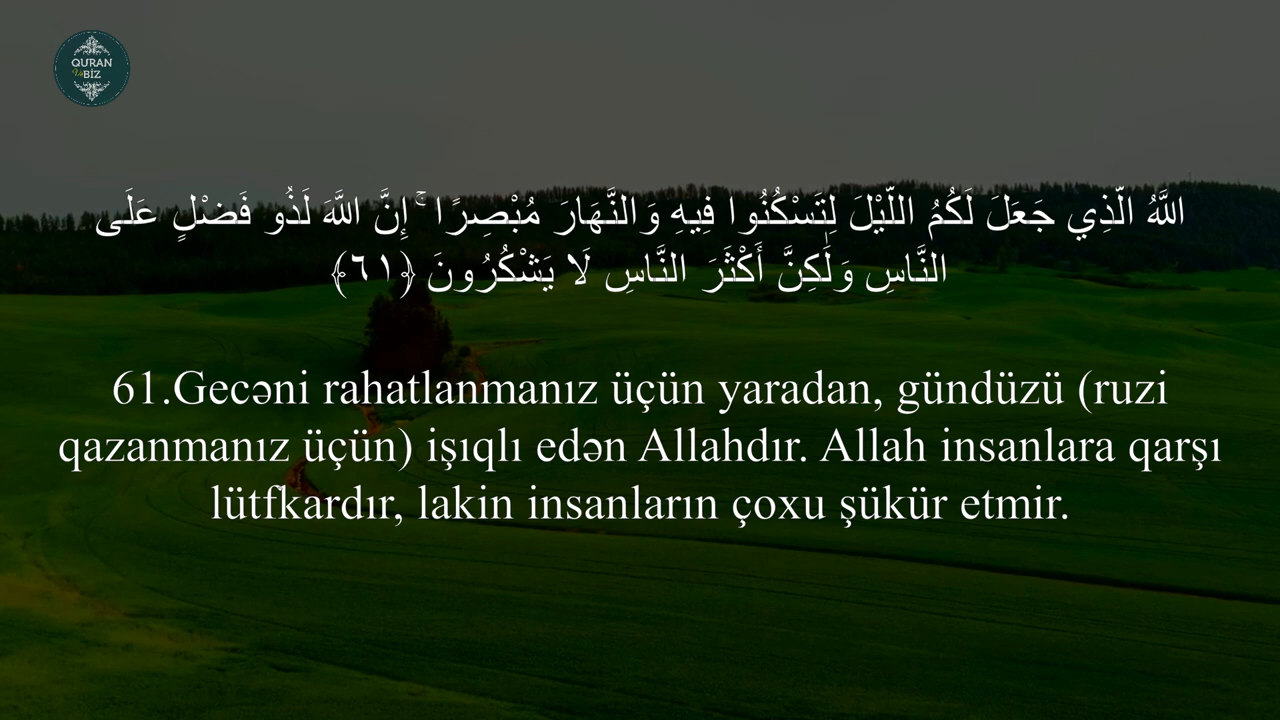 QURAN
Və BİZ
اللَّهُ الَّذِي جَعَلَ لَكُمُ اللَّيْلَ لِتَسْكُنُوا فِيهِ وَالنَّهَارَ مُبْصِرًا ۚ إِنَّ اللَّهَ لَذُو فَضْلٍ عَلَى
النَّاسِ وَلَٰكِنَّ أَكْثَرَ النَّاسِ لَا يَشْكُرُونَ ﴿٦١﴾
61.Gecəni rahatlanmanız üçün yaradan, gündüzü (ruzi
qazanmanız üçün) işıqlı edən Allahdır. Allah insanlara qarşı
lütfkardır, lakin insanların çoxu şükür etmir.